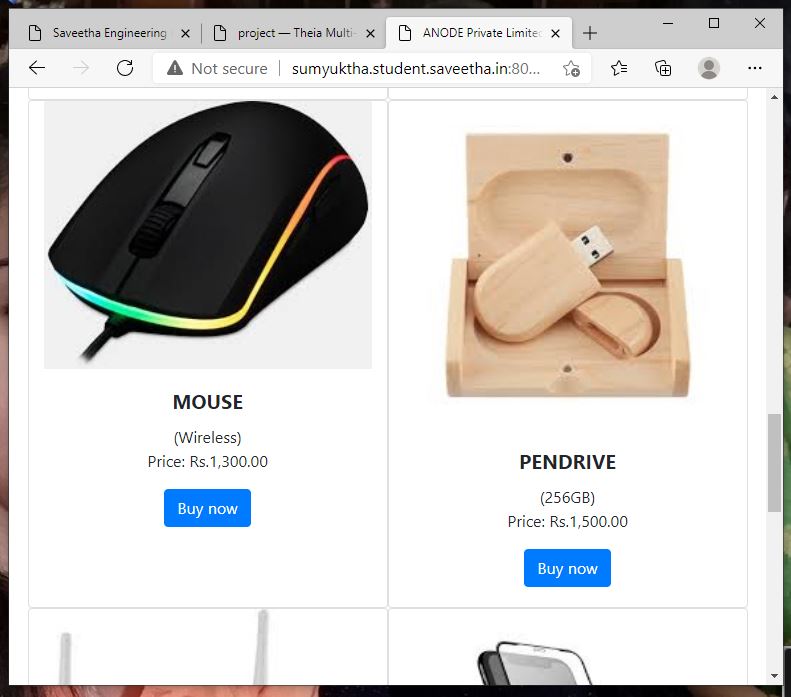 Saveetha Engineering
project — Theia Multi-
ANODE Private Limite
Not secure
sumyuktha.student.saveetha.in:80...
MOUSE
(Wireless)
Price: Rs.1,300.00
Buy now
PENDRIVE
(256GB)
Price: Rs.1,500.00
Buy now